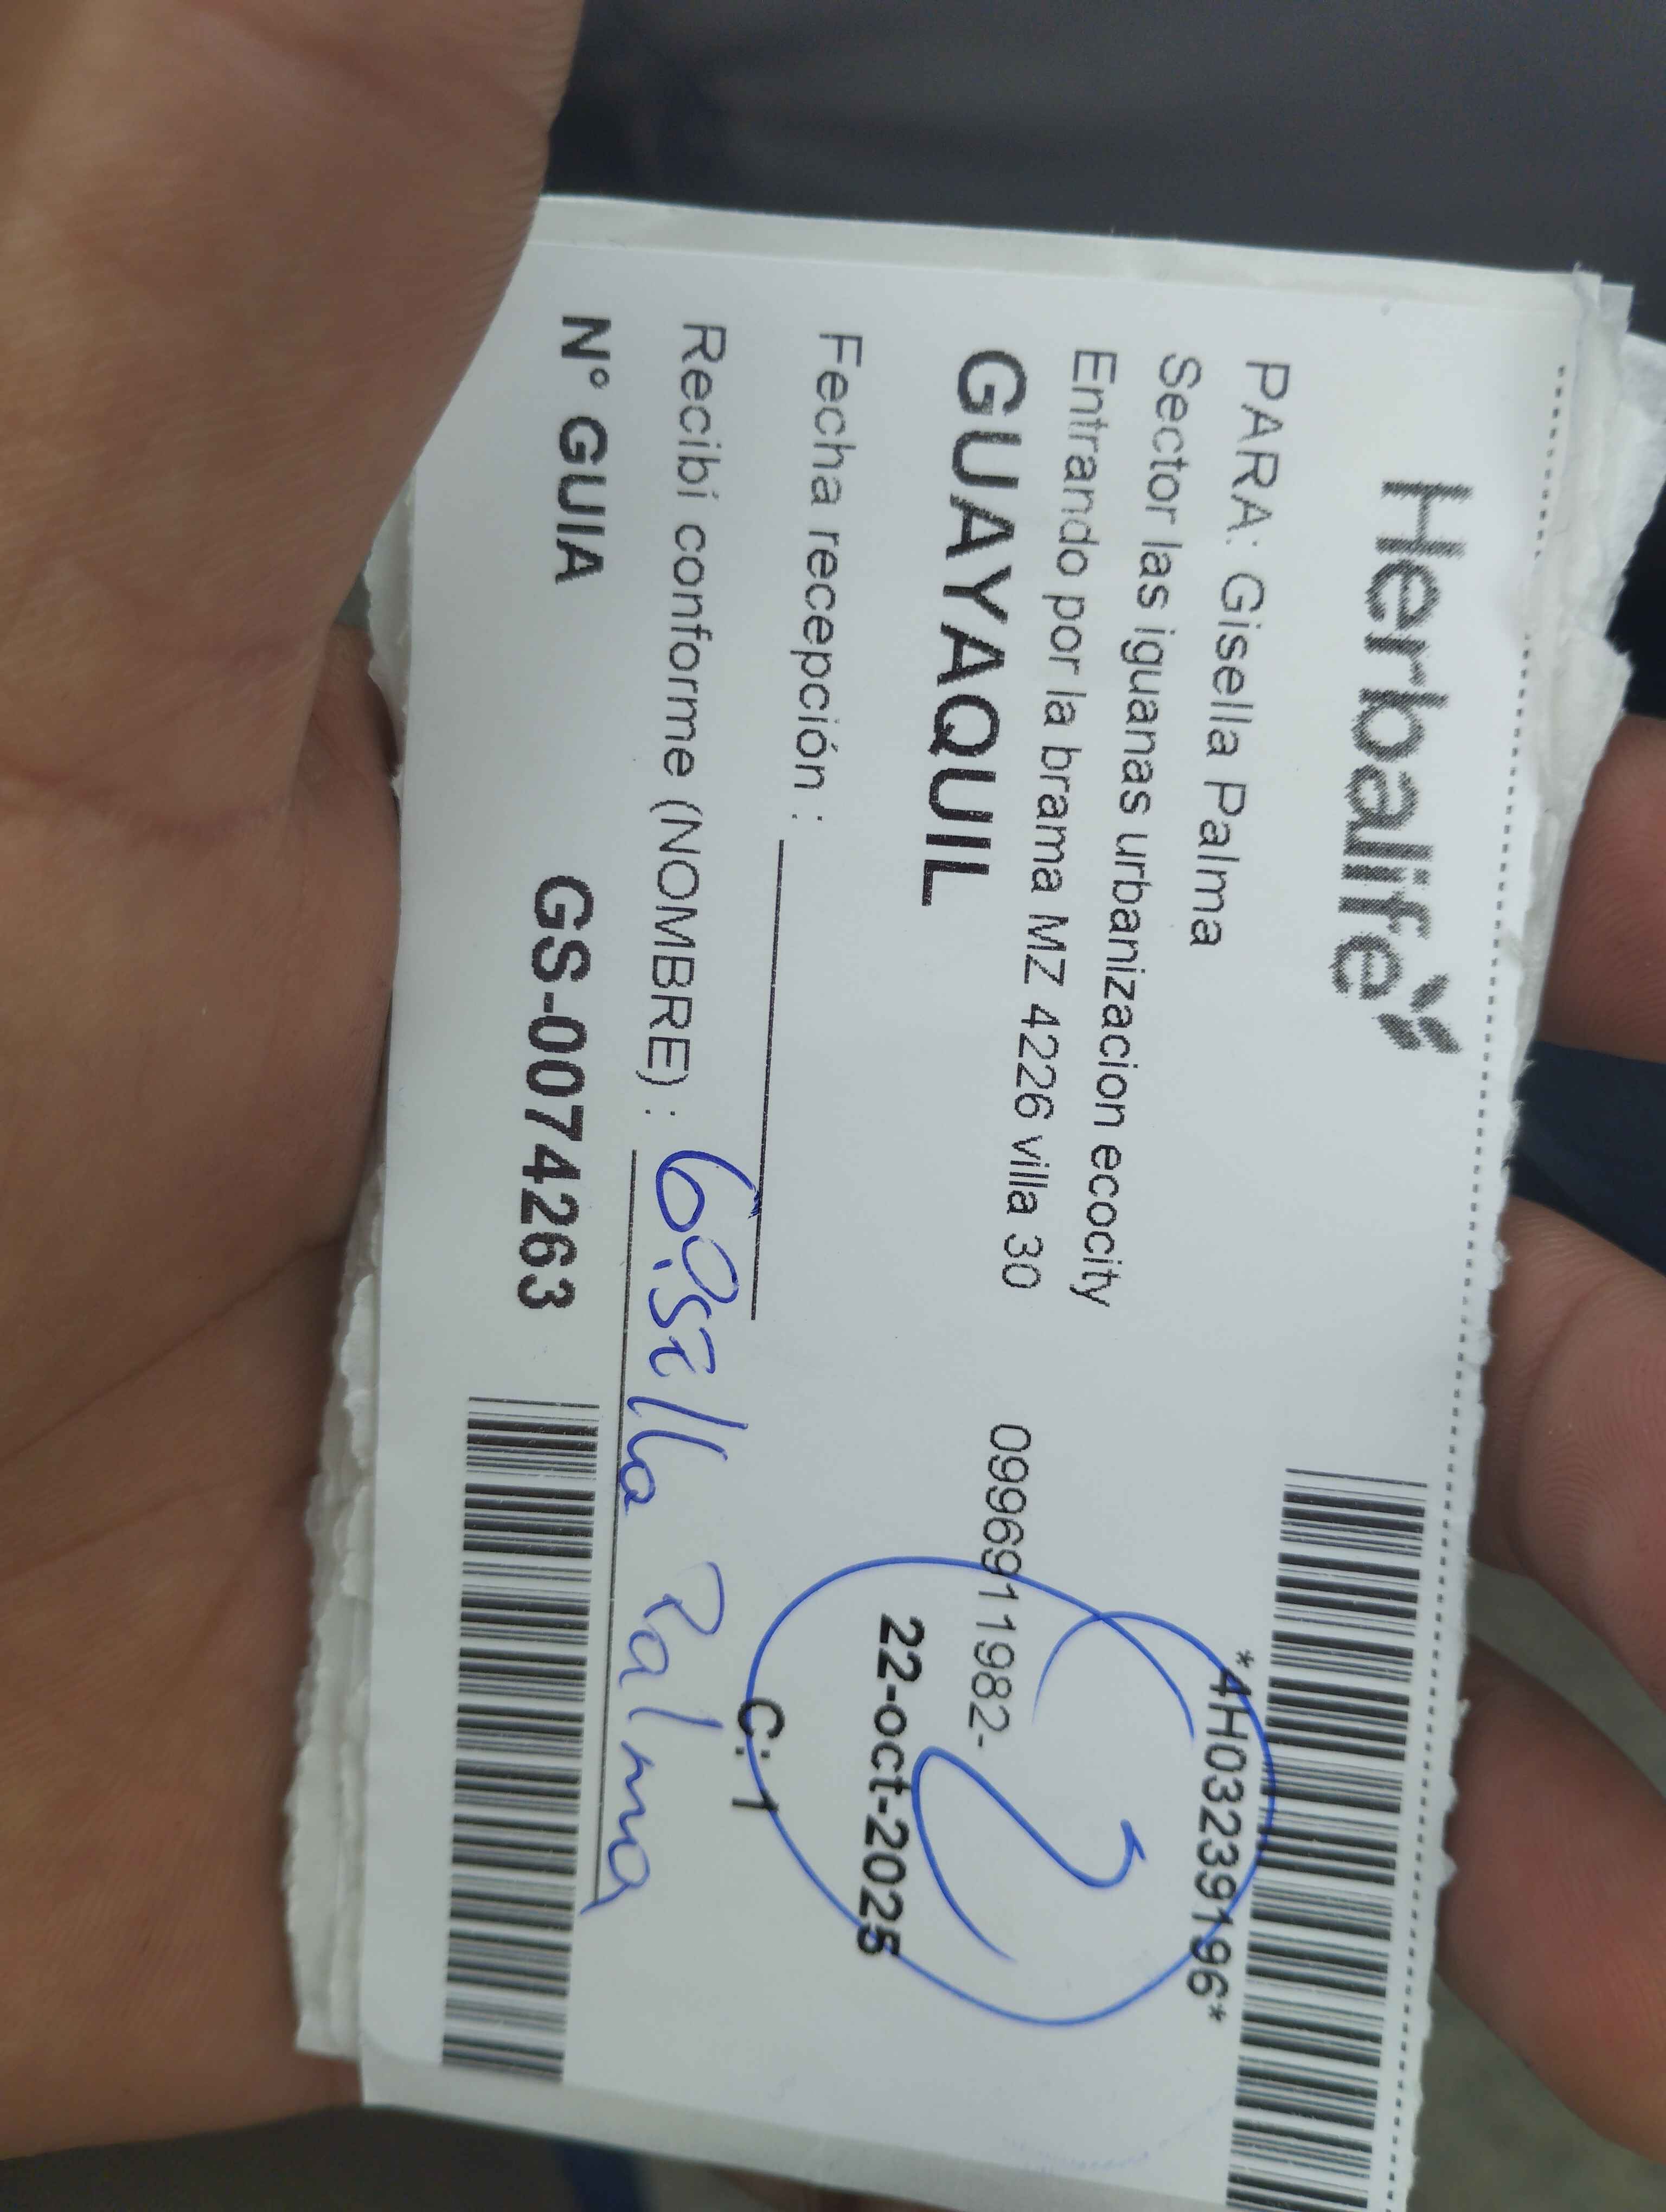 Herbalife
*4H03239196*
PARA: Gisella Palma
Sector las iguanas urbanizacion ecocity
Entrando por la brama MZ 4226 villa 30
0996911982-
GUAYAQUIL
22-oct-2025
Fecha recepción :
C: 1
Recibí conforme (NOMBRE) : Gisella Palma
N° GUIA GS-0074263